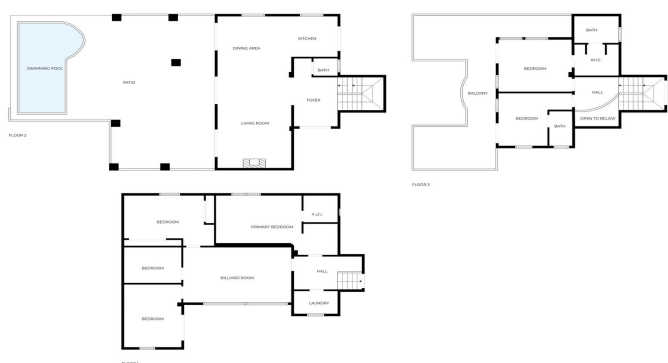 KITCHEN
DINING AREA
BATH
SWIMMING POOL
PATIO
FOYER
LIVING ROOM
FLOOR 2
BATH
W.I.C.
BEDROOM
HALL
BALCONY
BEDROOM
OPEN TO BELOW
BATH
FLOOR 3
BEDROOM
PRIMARY BEDROOM
BEDROOM
BILLIARD ROOM
HALL
LAUNDRY
BEDROOM